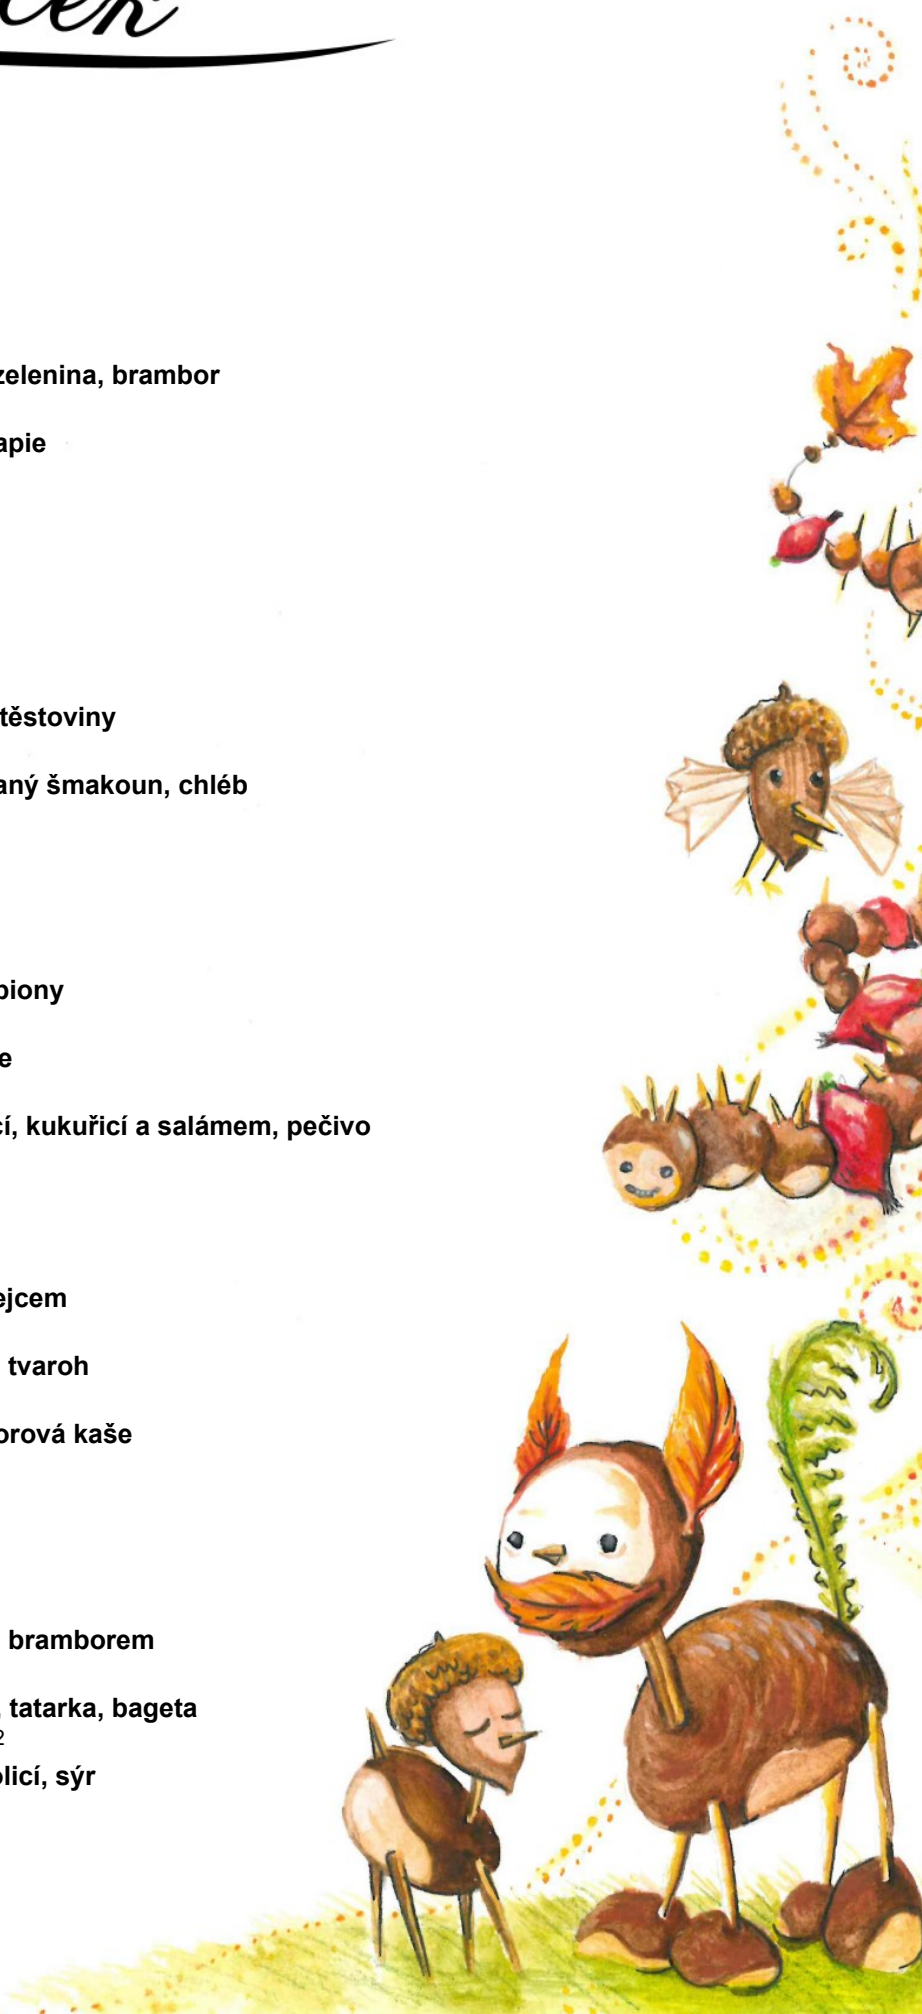 zelenina, brambor
apie
těstoviny
aný šmakoun, chléb
piony
e
cí, kukuřicí a salámem, pečivo
ejcem
tvaroh
orová kaše
bramborem
, tatarka, bageta
2
olicí, sýr